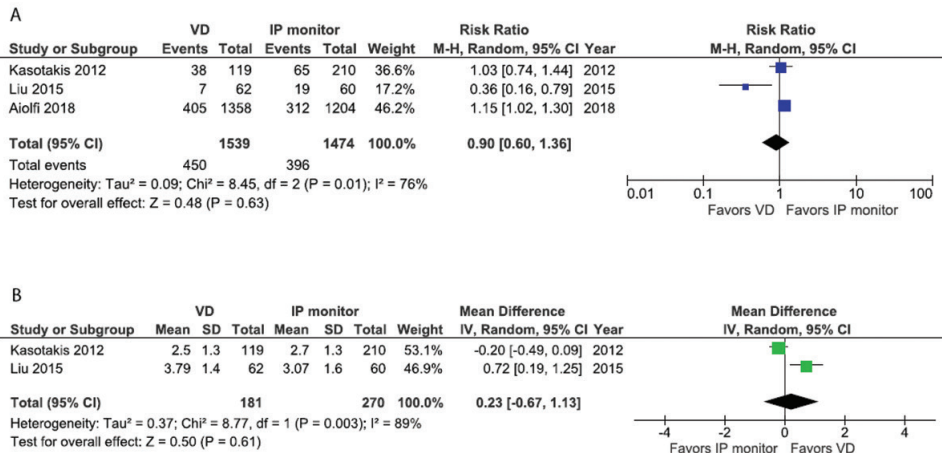 A
VD IP monitor Risk Ratio Risk Ratio
Study or Subgroup Events Total Events Total Weight M-H, Random, 95% CI Year M-H, Random, 95% CI
Kasotakis 2012 38 119 65 210 36.6% 1.03 [0.74, 1.44] 2012
Liu 2015 7 62 19 60 17.2% 0.36 [0.16, 0.79] 2015
Aiolfi 2018 405 1358 312 1204 46.2% 1.15 [1.02, 1.30] 2018
Total (95% CI) 1539 1474 100.0% 0.90 [0.60, 1.36]
Total events 450 396
Heterogeneity: Tau² = 0.09; Chi² = 8.45, df = 2 (P = 0.01); I² = 76%
Test for overall effect: Z = 0.48 (P = 0.63)
0.01 0.1 1 10 100
Favors VD Favors IP monitor
B
VD IP monitor Mean Difference Mean Difference
Study or Subgroup Mean SD Total Mean SD Total Weight IV, Random, 95% CI Year IV, Random, 95% CI
Kasotakis 2012 2.5 1.3 119 2.7 1.3 210 53.1% -0.20 [-0.49, 0.09] 2012
Liu 2015 3.79 1.4 62 3.07 1.6 60 46.9% 0.72 [0.19, 1.25] 2015
Total (95% CI) 181 270 100.0% 0.23 [-0.67, 1.13]
Heterogeneity: Tau² = 0.37; Chi² = 8.77, df = 1 (P = 0.003); I² = 89%
Test for overall effect: Z = 0.50 (P = 0.61)
-4 -2 0 2 4
Favors IP monitor Favors VD